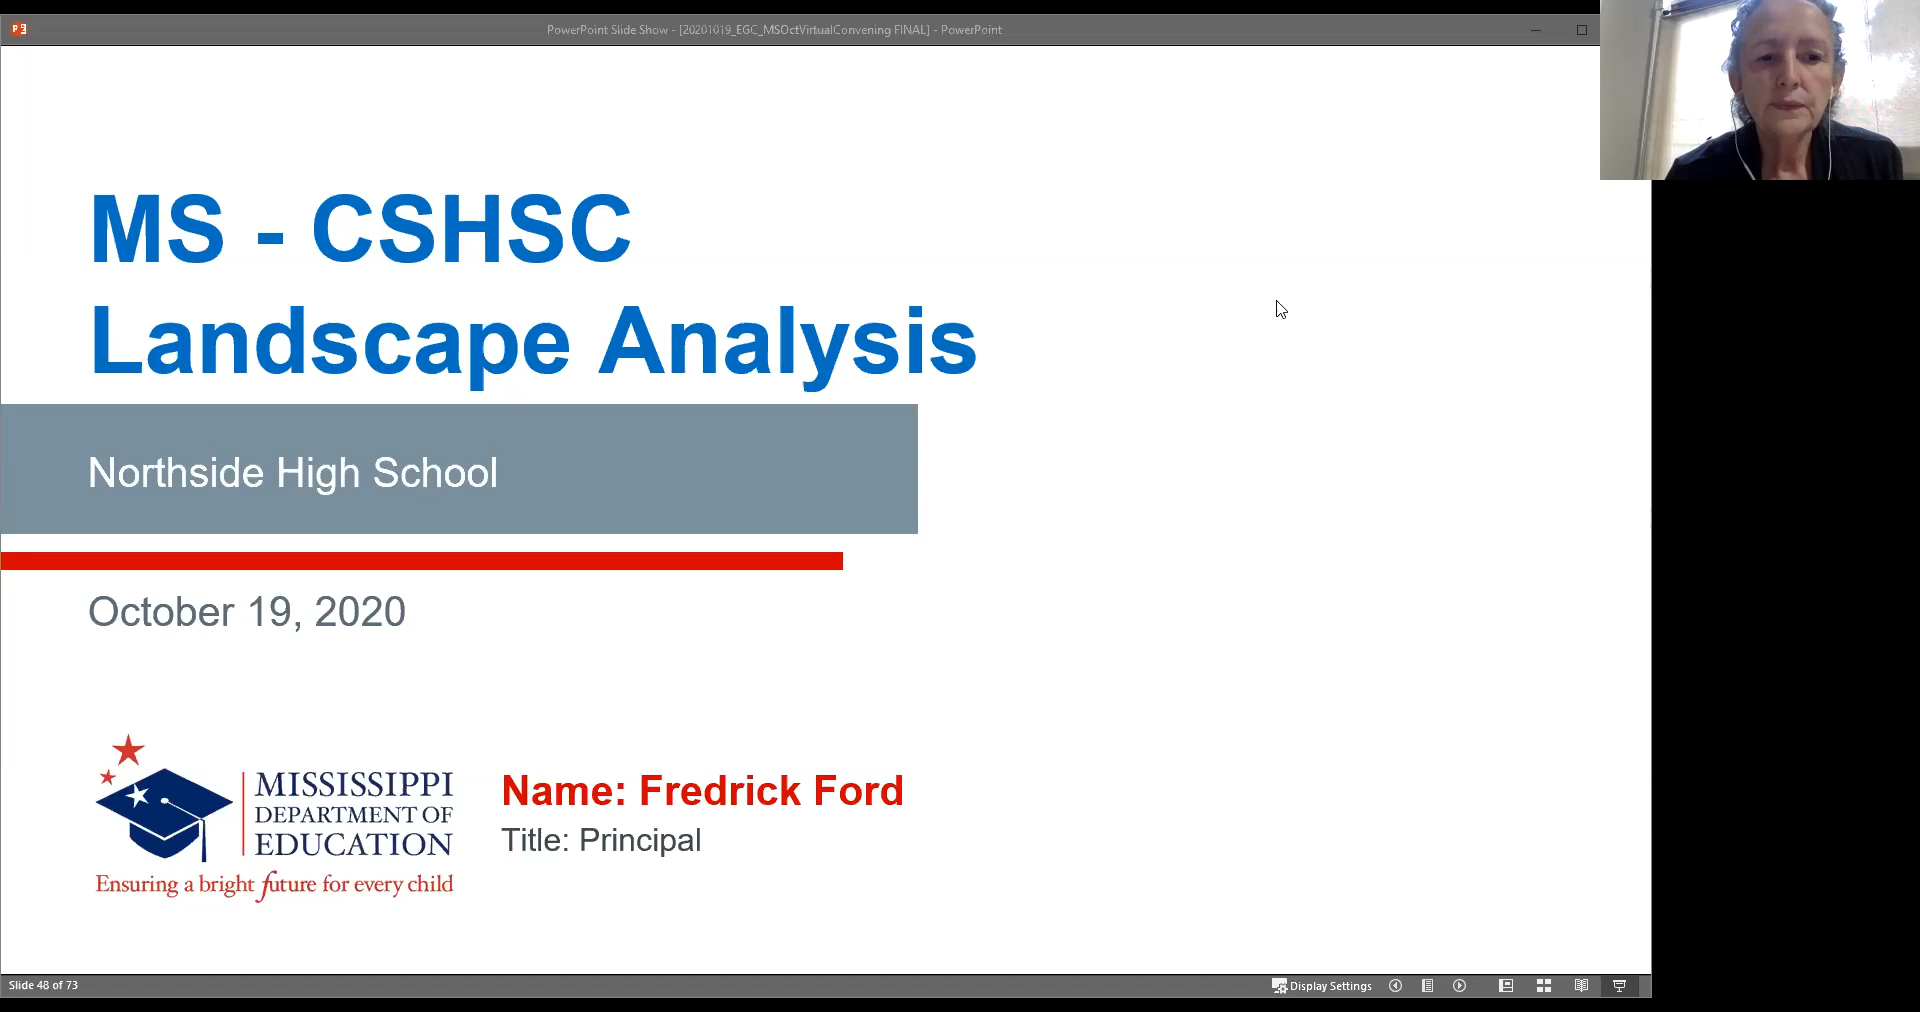 PowerPoint Slide Show - [20201019_EGC_MSOctVirtualConvening FINAL] - PowerPoint
MS - CSHSC
Landscape Analysis
Northside High School
October 19, 2020
MISSISSIPPI
DEPARTMENT OF
EDUCATION
Ensuring a bright future for every child
Name: Fredrick Ford
Title: Principal
Slide 48 of 73
Display Settings